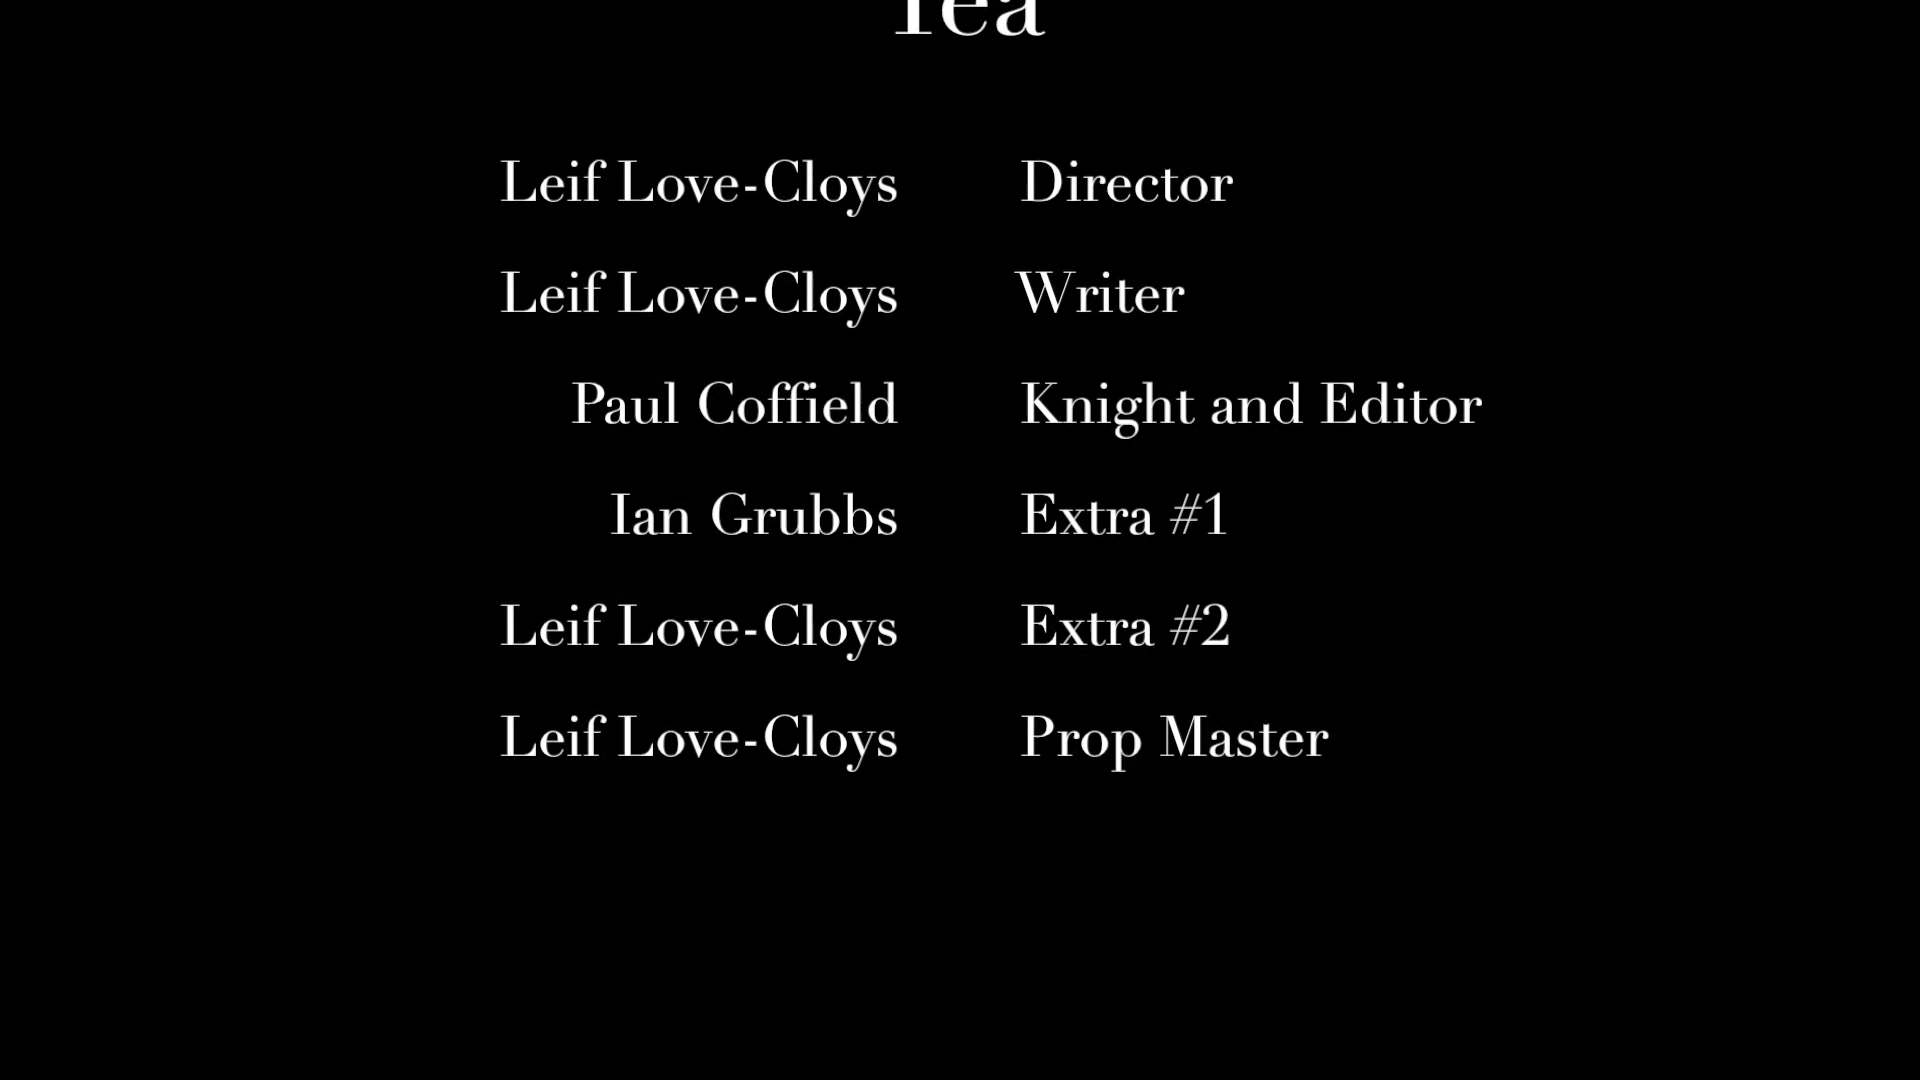 Tea
Leif Love-Cloys Director
Leif Love-Cloys Writer
Paul Coffield Knight and Editor
Ian Grubbs Extra #1
Leif Love-Cloys Extra #2
Leif Love-Cloys Prop Master